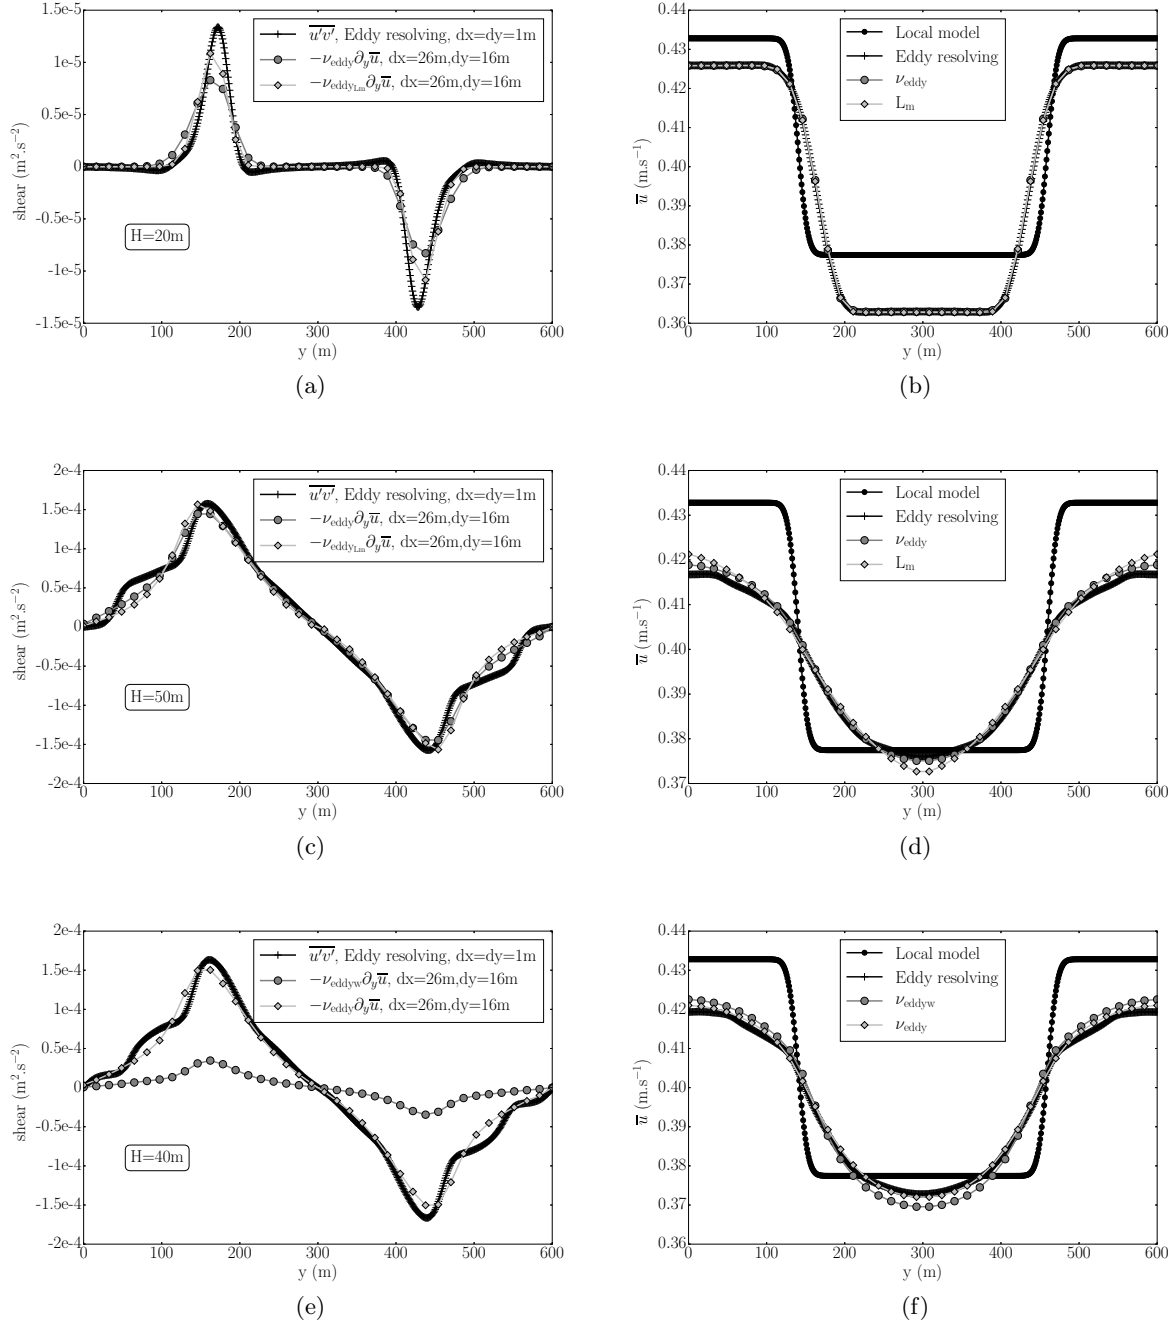 1.5e-5
1e-5
0.5e-5
0
-0.5e-5
-1e-5
-1.5e-5
shear (m².s⁻²)
u'v', Eddy resolving, dx=dy=1m
−ν_eddy ∂_y u, dx=26m,dy=16m
−ν_eddy_Lm ∂_y u, dx=26m,dy=16m
H=20m
0 100 200 300 400 500 600
y (m)
(a)
0.44
0.43
0.42
0.41
0.40
0.39
0.38
0.37
0.36
u (m.s⁻¹)
Local model
Eddy resolving
ν_eddy
L_m
0 100 200 300 400 500 600
y (m)
(b)
2e-4
1.5e-4
1e-4
0.5e-4
0
-0.5e-4
-1e-4
-1.5e-4
-2e-4
shear (m².s⁻²)
u'v', Eddy resolving, dx=dy=1m
−ν_eddy ∂_y u, dx=26m,dy=16m
−ν_eddy_Lm ∂_y u, dx=26m,dy=16m
H=50m
0 100 200 300 400 500 600
y (m)
(c)
0.44
0.43
0.42
0.41
0.40
0.39
0.38
0.37
u (m.s⁻¹)
Local model
Eddy resolving
ν_eddy
L_m
0 100 200 300 400 500 600
y (m)
(d)
2e-4
1.5e-4
1e-4
0.5e-4
0
-0.5e-4
-1e-4
-1.5e-4
-2e-4
shear (m².s⁻²)
u'v', Eddy resolving, dx=dy=1m
−ν_eddyw ∂_y u, dx=26m,dy=16m
−ν_eddy ∂_y u, dx=26m,dy=16m
H=40m
0 100 200 300 400 500 600
y (m)
(e)
0.44
0.43
0.42
0.41
0.40
0.39
0.38
0.37
0.36
u (m.s⁻¹)
Local model
Eddy resolving
ν_eddyw
ν_eddy
0 100 200 300 400 500 600
y (m)
(f)